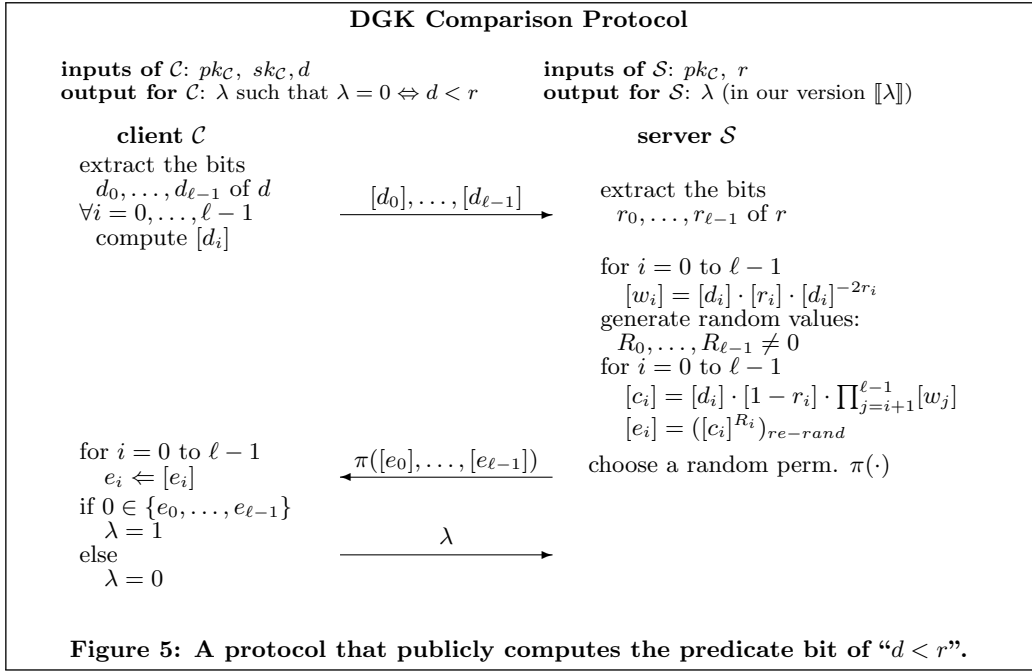 DGK Comparison Protocol
inputs of 𝒞: pk_𝒞, sk_𝒞, d
output for 𝒞: λ such that λ = 0 ⇔ d < r
inputs of 𝒮: pk_𝒞, r
output for 𝒮: λ (in our version ⟦λ⟧)
client 𝒞
extract the bits
d_0, …, d_{ℓ−1} of d
∀i = 0, …, ℓ − 1
compute [d_i]
[d_0], …, [d_{ℓ−1}]
server 𝒮
extract the bits
r_0, …, r_{ℓ−1} of r
for i = 0 to ℓ − 1
[w_i] = [d_i] · [r_i] · [d_i]^{−2r_i}
generate random values:
R_0, …, R_{ℓ−1} ≠ 0
for i = 0 to ℓ − 1
[c_i] = [d_i] · [1 − r_i] · ∏_{j=i+1}^{ℓ−1}[w_j]
[e_i] = ([c_i]^{R_i})_{re−rand}
choose a random perm. π(·)
π([e_0], …, [e_{ℓ−1}])
for i = 0 to ℓ − 1
e_i ⇐ [e_i]
if 0 ∈ {e_0, …, e_{ℓ−1}}
λ = 1
else
λ = 0
λ
Figure 5: A protocol that publicly computes the predicate bit of “d < r”.